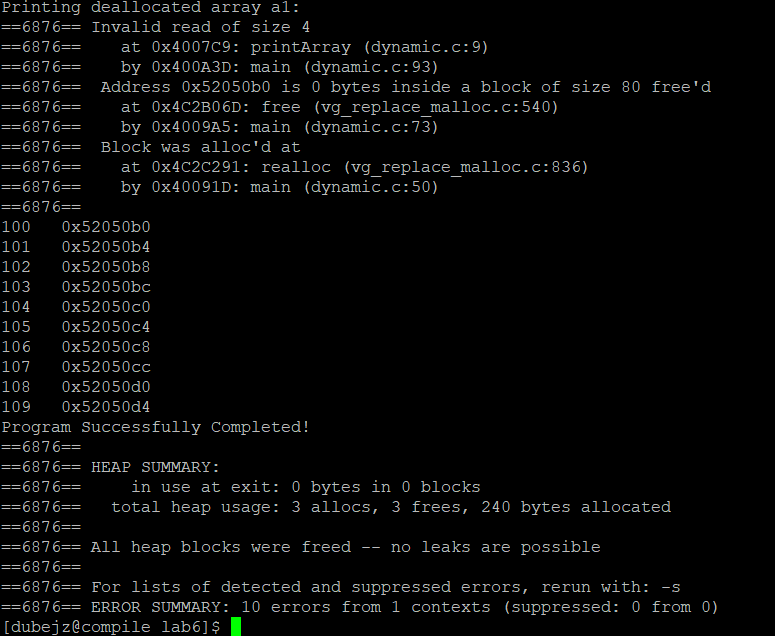 Printing deallocated array a1:
==6876== Invalid read of size 4
==6876==    at 0x4007C9: printArray (dynamic.c:9)
==6876==    by 0x400A3D: main (dynamic.c:93)
==6876==  Address 0x52050b0 is 0 bytes inside a block of size 80 free'd
==6876==    at 0x4C2B06D: free (vg_replace_malloc.c:540)
==6876==    by 0x4009A5: main (dynamic.c:73)
==6876==  Block was alloc'd at
==6876==    at 0x4C2C291: realloc (vg_replace_malloc.c:836)
==6876==    by 0x40091D: main (dynamic.c:50)
==6876==
100   0x52050b0
101   0x52050b4
102   0x52050b8
103   0x52050bc
104   0x52050c0
105   0x52050c4
106   0x52050c8
107   0x52050cc
108   0x52050d0
109   0x52050d4
Program Successfully Completed!
==6876==
==6876== HEAP SUMMARY:
==6876==     in use at exit: 0 bytes in 0 blocks
==6876==   total heap usage: 3 allocs, 3 frees, 240 bytes allocated
==6876==
==6876== All heap blocks were freed -- no leaks are possible
==6876==
==6876== For lists of detected and suppressed errors, rerun with: -s
==6876== ERROR SUMMARY: 10 errors from 1 contexts (suppressed: 0 from 0)
[dubejz@compile lab6]$